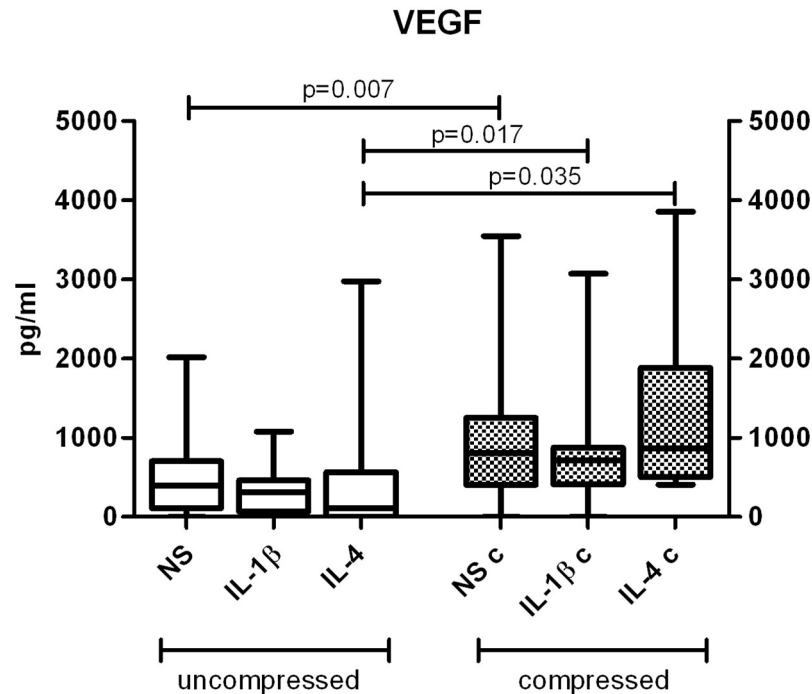 VEGF
p=0.007
p=0.017
p=0.035
5000
4000
3000
2000
1000
0
pg/ml
5000
4000
3000
2000
1000
0
NS
IL-1β
IL-4
NS c
IL-1β c
IL-4 c
uncompressed
compressed